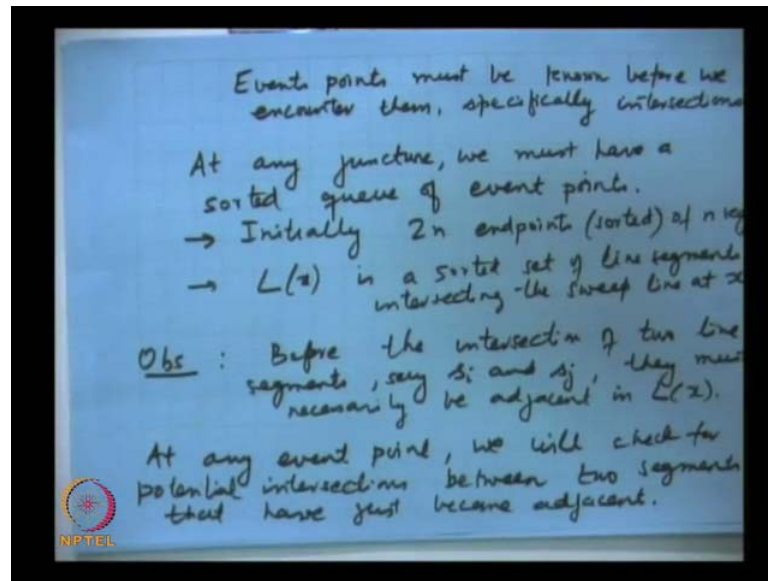 Event points must be known before we
encounter them, specifically intersections
At any juncture, we must have a
sorted queue of event points.
→ Initially 2n endpoints (sorted) of n seg
→ L(x) is a sorted set of line segments
intersecting the sweep line at x
Obs : Before the intersection of two line
segments, say si and sj, they must
necessarily be adjacent in L(x).
At any event point, we will check for
potential intersections between two segments
that have just become adjacent.
NPTEL